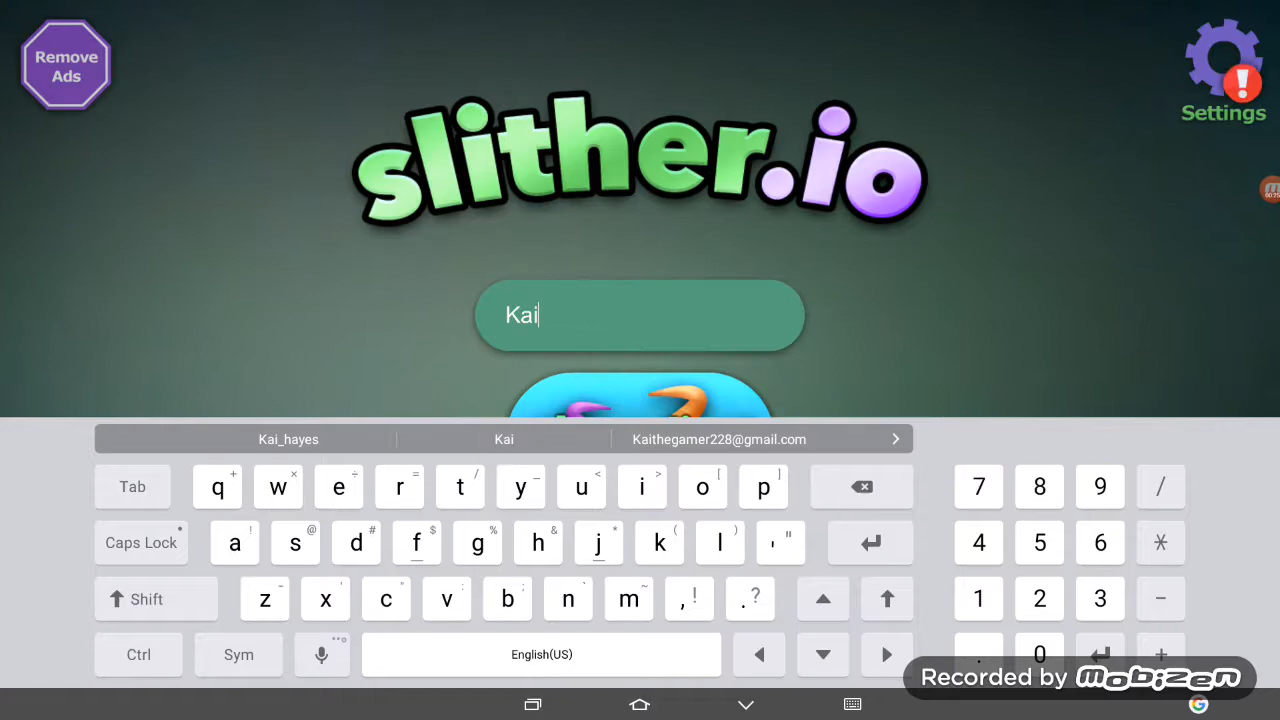 Remove
Ads
slither.io
Settings
Kai
Kai_hayes Kai Kaithegamer228@gmail.com >
Tab q + w × e ÷ r = t / y _ u < i > o [ p ] 7 8 9 /
Caps Lock a ! s @ d # f $ g % h & j * k ( l ) ' " 4 5 6 *
Shift z - x ' c " v : b ; n ` m ~ , ! . ? 1 2 3 -
Ctrl Sym English(US) . 0 +
Recorded by mobizen
G